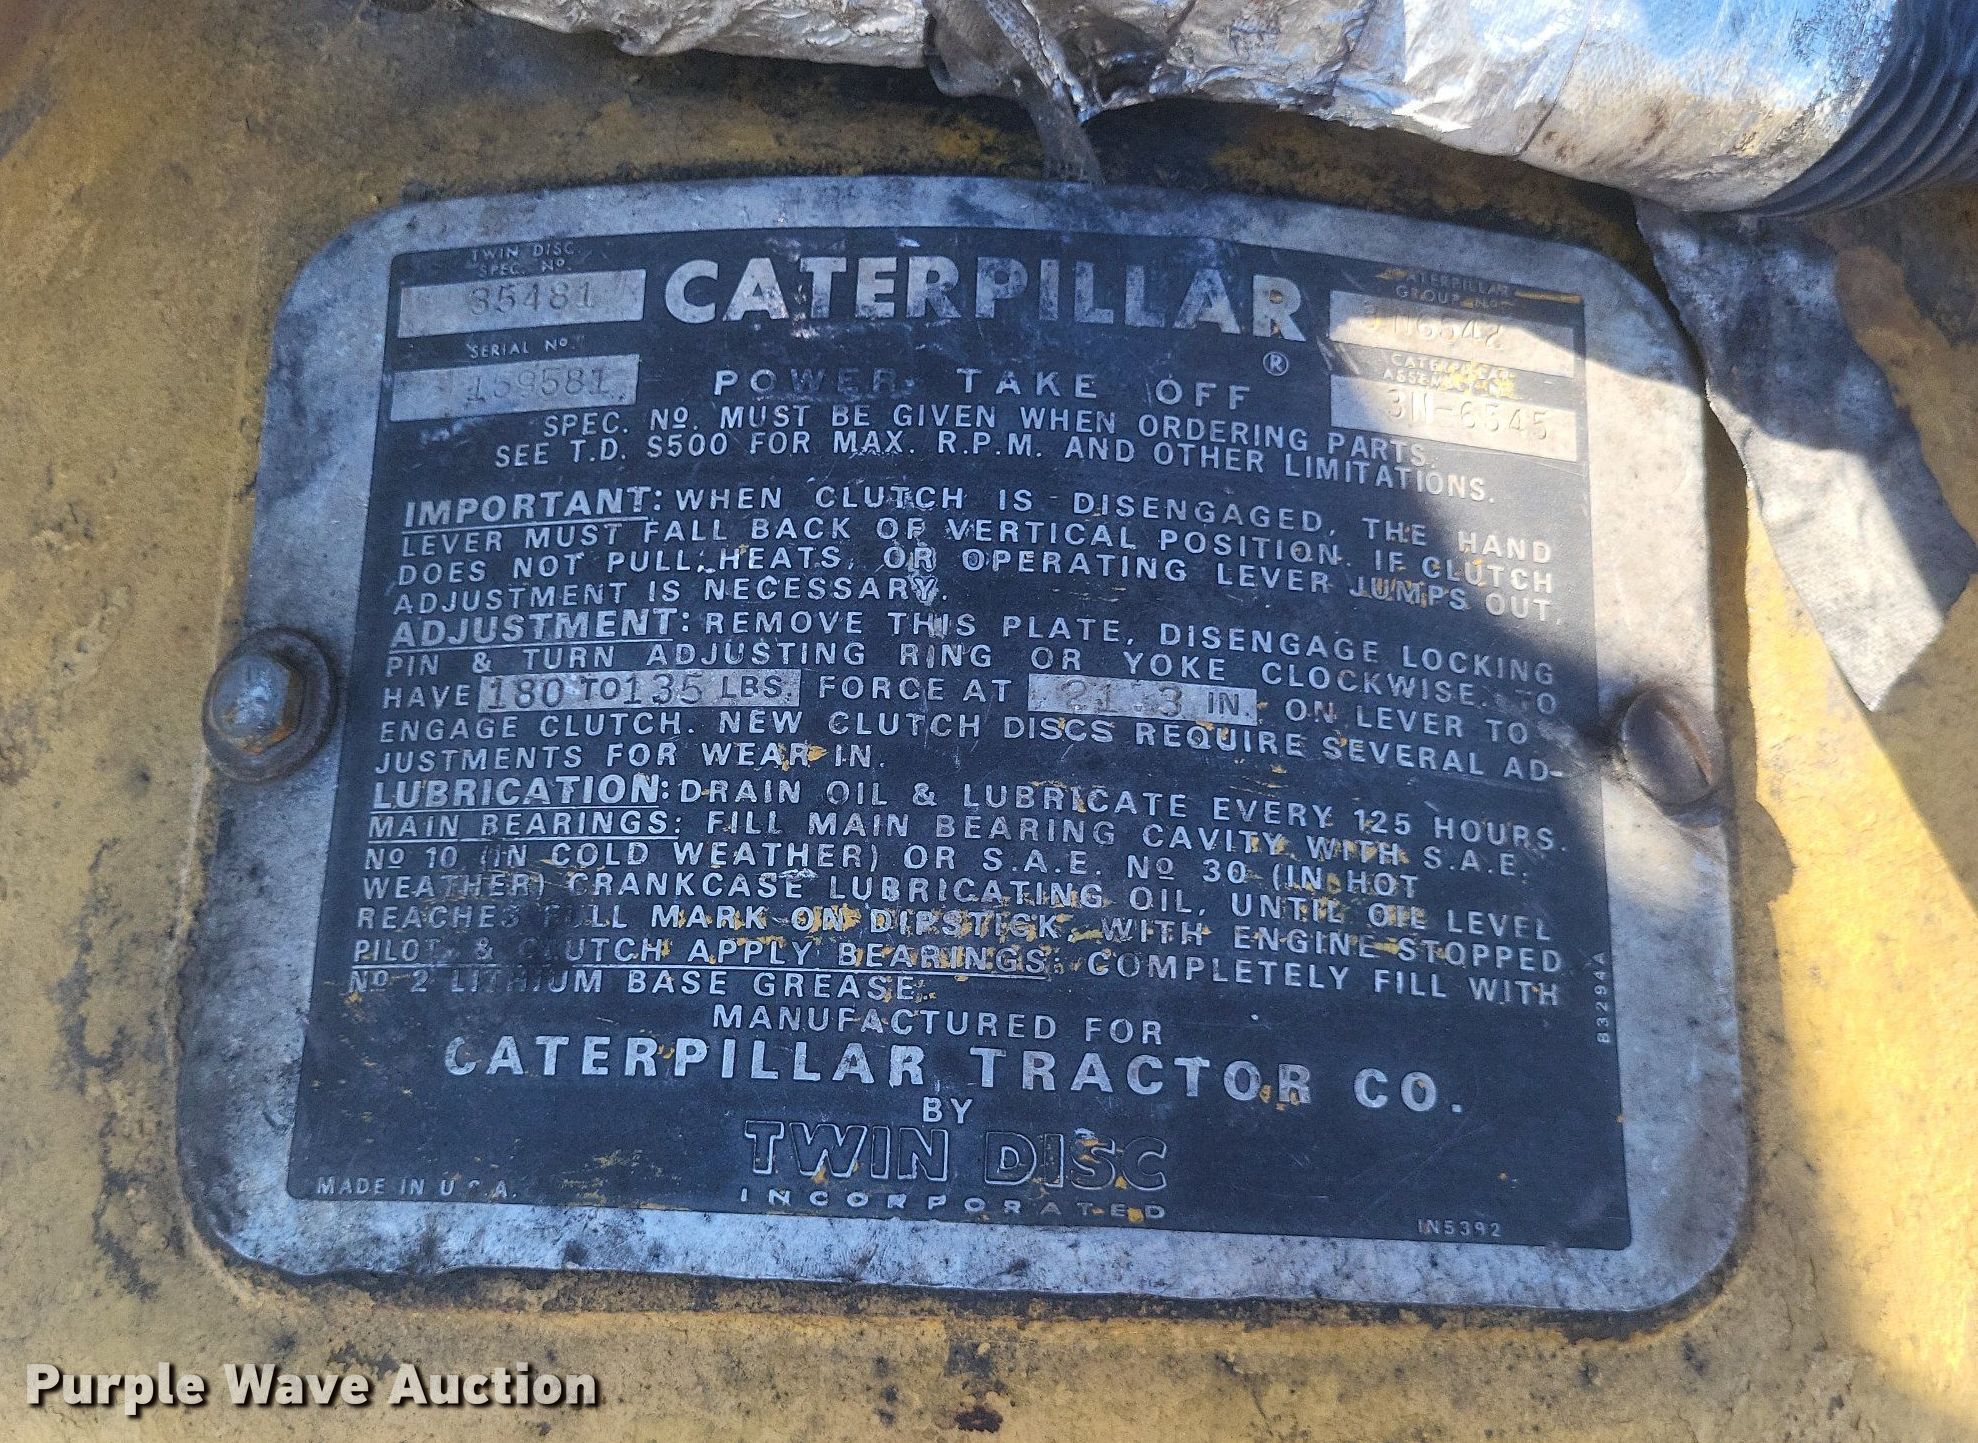 TWIN DISC
SPEC. Nº
35481
CATERPILLAR
®
CATERPILLAR
GROUP Nº
3N6542
SERIAL Nº
159581
CATERPILLAR
3N-6545
POWER TAKE OFF
SPEC. Nº. MUST BE GIVEN WHEN ORDERING PARTS.
SEE T.D. S500 FOR MAX. R.P.M. AND OTHER LIMITATIONS.
IMPORTANT: WHEN CLUTCH IS DISENGAGED, THE HAND
LEVER MUST FALL BACK OF VERTICAL POSITION. IF CLUTCH
DOES NOT PULL, HEATS, OR OPERATING LEVER JUMPS OUT,
ADJUSTMENT IS NECESSARY.
ADJUSTMENT: REMOVE THIS PLATE, DISENGAGE LOCKING
PIN & TURN ADJUSTING RING OR YOKE CLOCKWISE TO
HAVE 180 TO 135 LBS. FORCE AT 21.3 IN. ON LEVER TO
ENGAGE CLUTCH. NEW CLUTCH DISCS REQUIRE SEVERAL AD-
JUSTMENTS FOR WEAR-IN.
LUBRICATION: DRAIN OIL & LUBRICATE EVERY 125 HOURS.
MAIN BEARINGS: FILL MAIN BEARING CAVITY WITH S.A.E.
Nº 10 (IN COLD WEATHER) OR S.A.E. Nº 30 (IN HOT
WEATHER) CRANKCASE LUBRICATING OIL, UNTIL OIL LEVEL
REACHES FULL MARK ON DIPSTICK, WITH ENGINE STOPPED
PILOT & CLUTCH APPLY BEARINGS: COMPLETELY FILL WITH
Nº 2 LITHIUM BASE GREASE.
MANUFACTURED FOR
CATERPILLAR TRACTOR CO.
BY
TWIN DISC
INCORPORATED
MADE IN U.S.A.
IN5392
B3294A
Purple Wave Auction